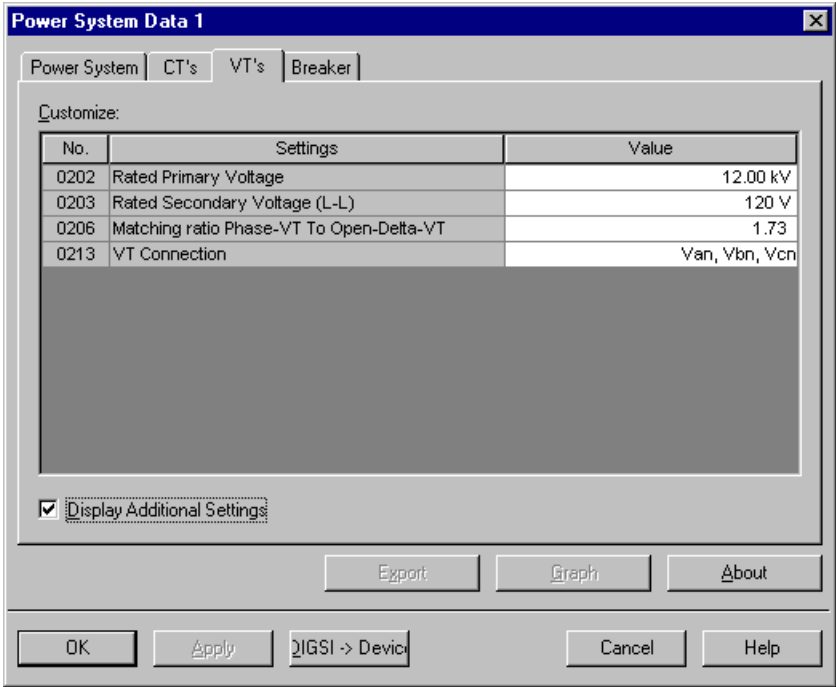 Power System Data 1
Power System CT's VT's Breaker
Customize:
No. Settings Value
0202 Rated Primary Voltage 12.00 kV
0203 Rated Secondary Voltage (L-L) 120 V
0206 Matching ratio Phase-VT To Open-Delta-VT 1.73
0213 VT Connection Van, Vbn, Vcn
Display Additional Settings
Export Graph About
OK Apply DIGSI -> Devic Cancel Help